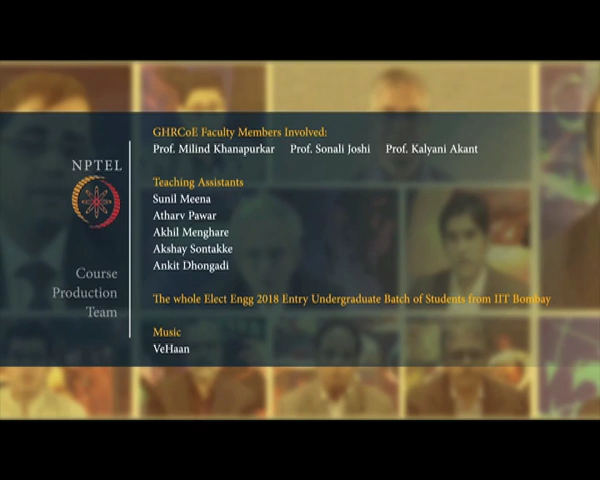 NPTEL
Course
Production
Team
GHRCoE Faculty Members Involved:
Prof. Milind Khanapurkar Prof. Sonali Joshi Prof. Kalyani Akant
Teaching Assistants
Sunil Meena
Atharv Pawar
Akhil Menghare
Akshay Sontakke
Ankit Dhongadi
The whole Elect Engg 2018 Entry Undergraduate Batch of Students from IIT Bombay
Music
VeHaan